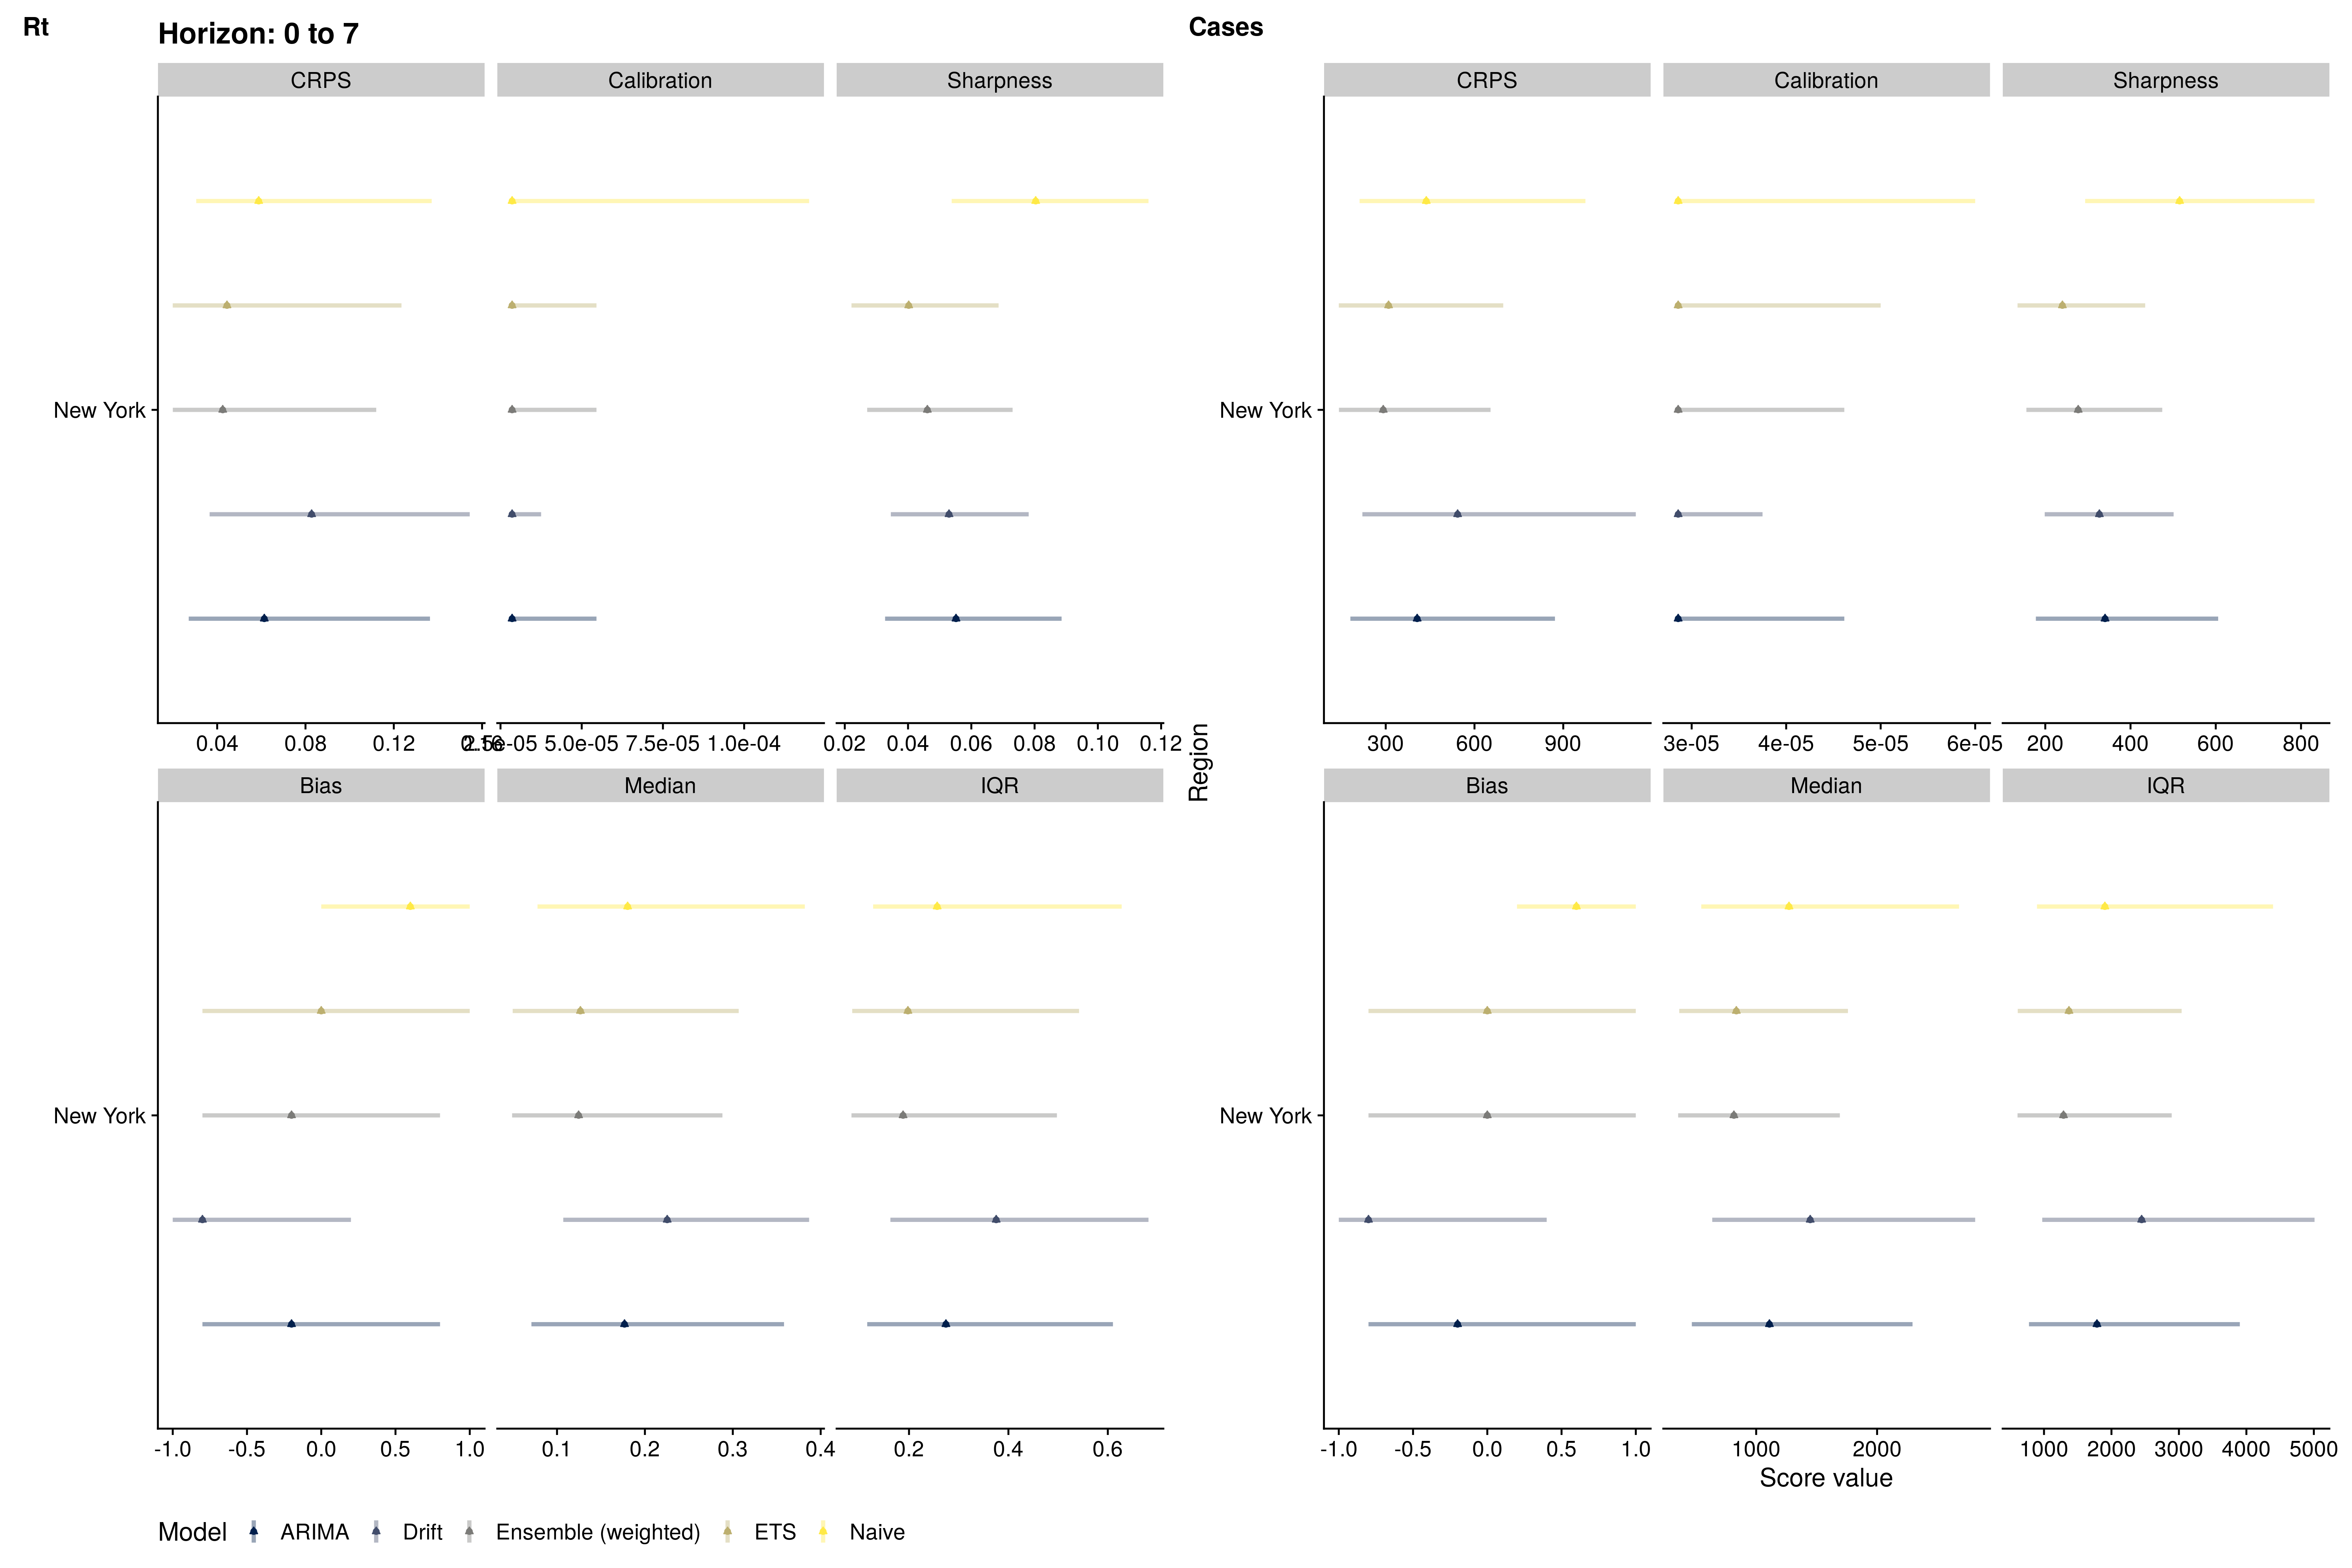 Rt
Horizon: 0 to 7
CRPS Calibration Sharpness
New York
0.04 0.08 0.12 0.16
2.5e-05 5.0e-05 7.5e-05 1.0e-04
0.02 0.04 0.06 0.08 0.10 0.12
Bias Median IQR
New York
-1.0 -0.5 0.0 0.5 1.0
0.1 0.2 0.3 0.4
0.2 0.4 0.6
Cases
CRPS Calibration Sharpness
New York
300 600 900
3e-05 4e-05 5e-05 6e-05
200 400 600 800
Region
Bias Median IQR
New York
-1.0 -0.5 0.0 0.5 1.0
1000 2000
1000 2000 3000 4000 5000
Score value
Model ARIMA Drift Ensemble (weighted) ETS Naive